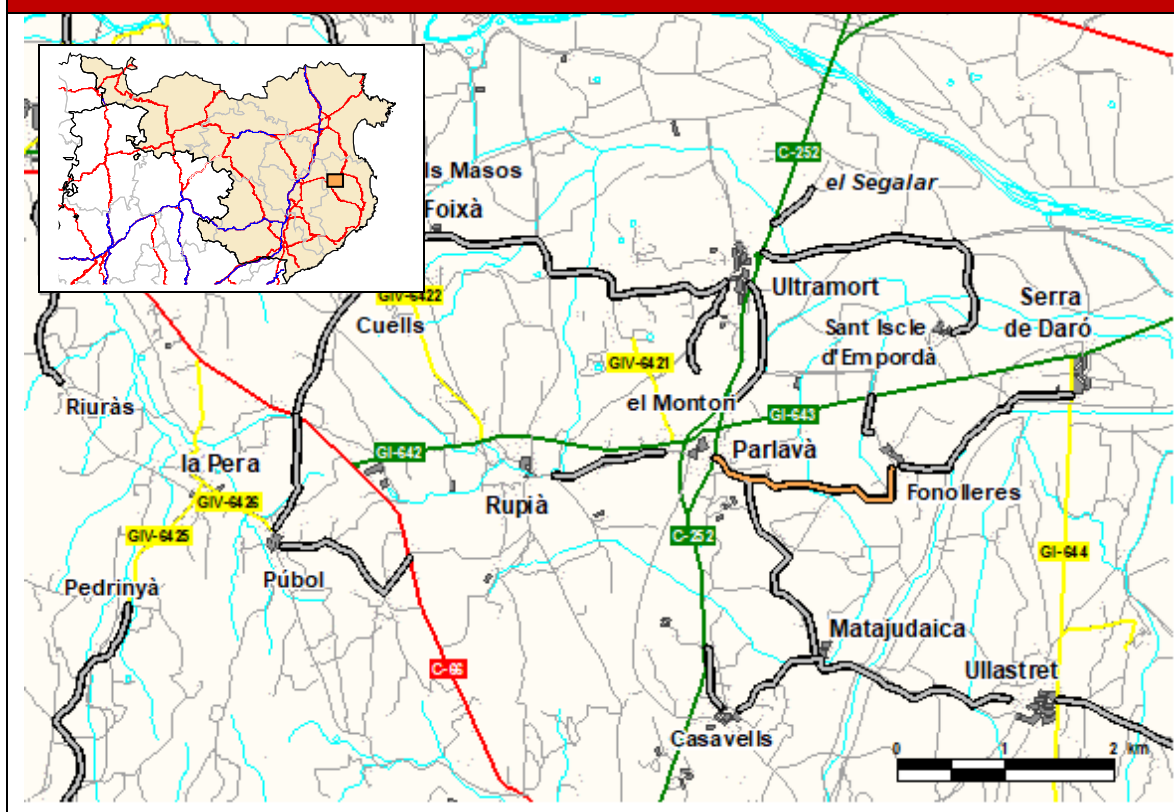 C-252
ls Masos
Foixà
el Segalar
Ultramort
Serra
de Daró
GIV-6422
Cuells
Sant Iscle
d'Empordà
GIV-6421
Riuràs
el Monton
GI-643
GI-642
Parlavà
la Pera
Rupià
Fonolleres
GIV-6426
GIV-6425
C-252
GI-644
Pedrinyà
Púbol
Matajudaica
C-66
Ullastret
Casavells
0 1 2 km